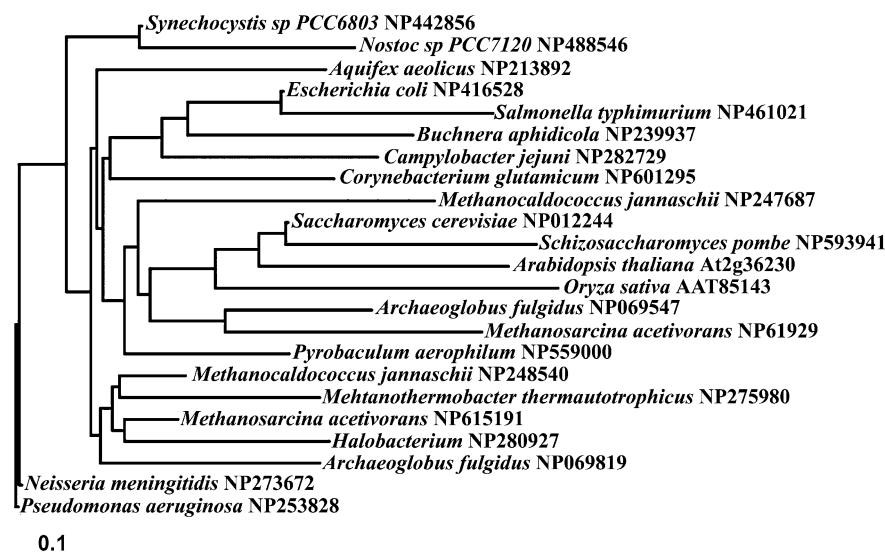 Synechocystis sp PCC6803 NP442856
Nostoc sp PCC7120 NP488546
Aquifex aeolicus NP213892
Escherichia coli NP416528
Salmonella typhimurium NP461021
Buchnera aphidicola NP239937
Campylobacter jejuni NP282729
Corynebacterium glutamicum NP601295
Methanocaldococcus jannaschii NP247687
Saccharomyces cerevisiae NP012244
Schizosaccharomyces pombe NP593941
Arabidopsis thaliana At2g36230
Oryza sativa AAT85143
Archaeoglobus fulgidus NP069547
Methanosarcina acetivorans NP61929
Pyrobaculum aerophilum NP559000
Methanocaldococcus jannaschii NP248540
Mehtanothermobacter thermautotrophicus NP275980
Methanosarcina acetivorans NP615191
Halobacterium NP280927
Archaeoglobus fulgidus NP069819
Neisseria meningitidis NP273672
Pseudomonas aeruginosa NP253828
0.1